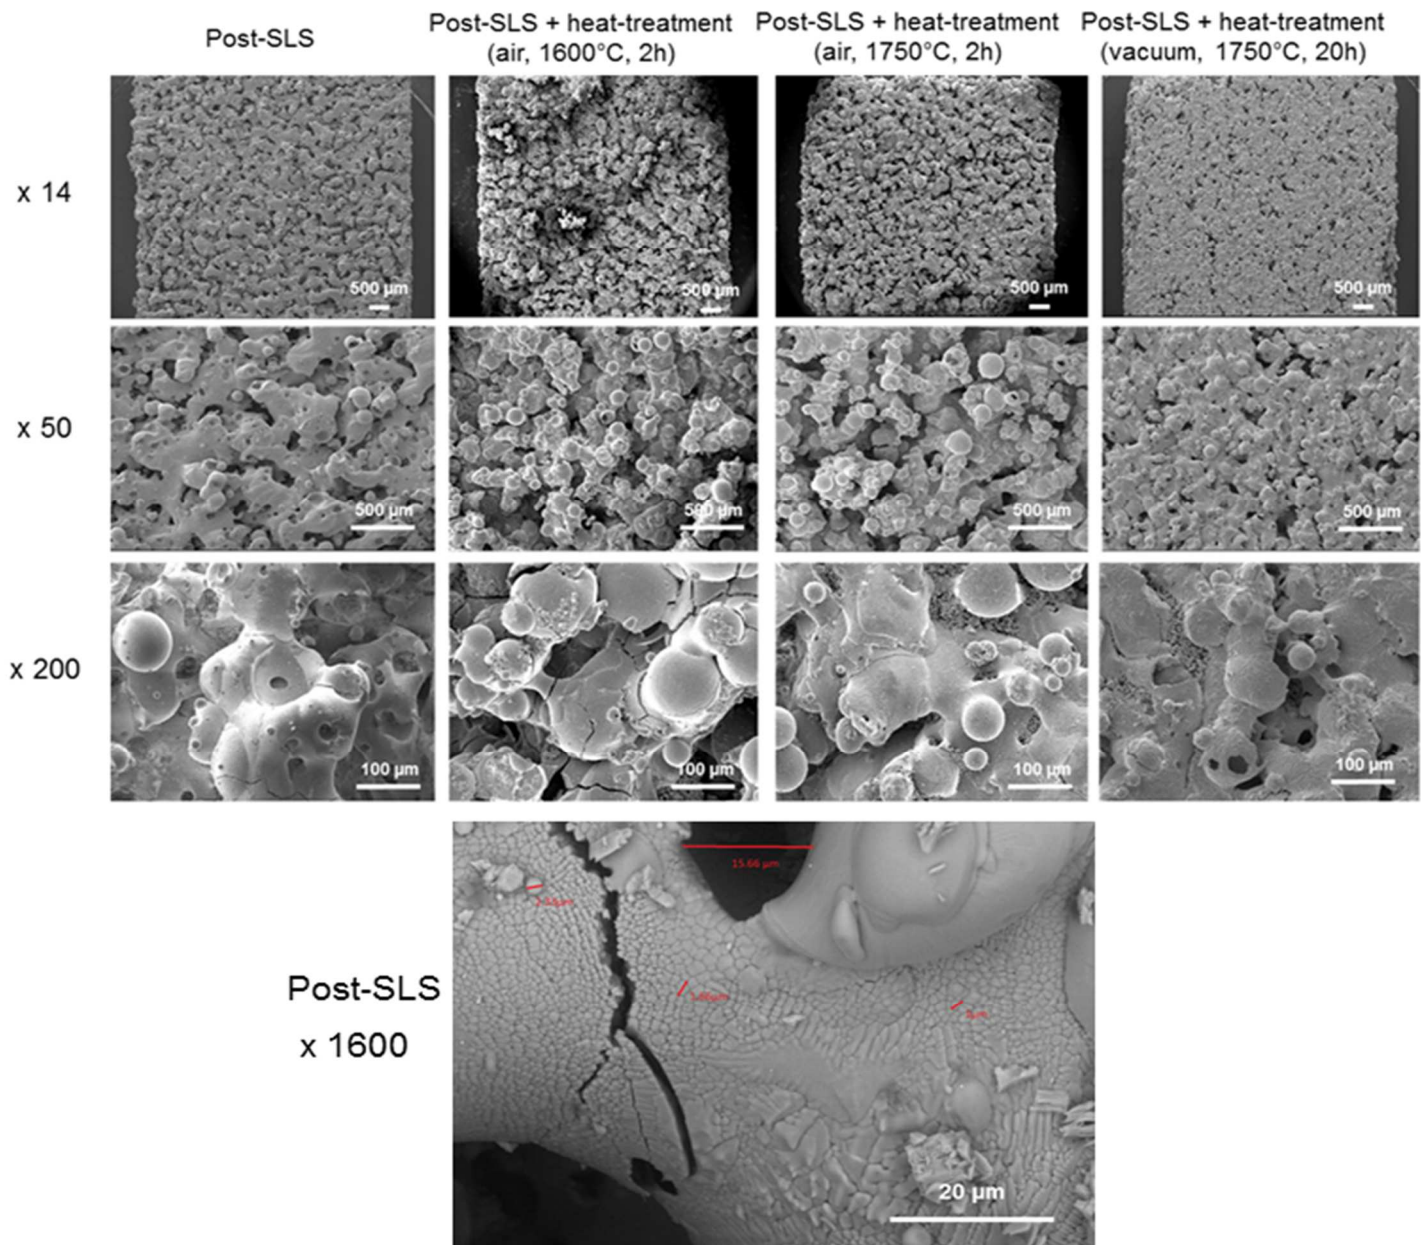 Post-SLS
Post-SLS + heat-treatment
(air, 1600°C, 2h)
Post-SLS + heat-treatment
(air, 1750°C, 2h)
Post-SLS + heat-treatment
(vacuum, 1750°C, 20h)
x 14
500 µm
500 µm
500 µm
500 µm
x 50
500 µm
500 µm
500 µm
500 µm
x 200
100 µm
100 µm
100 µm
100 µm
Post-SLS
x 1600
15.66 µm
20 µm